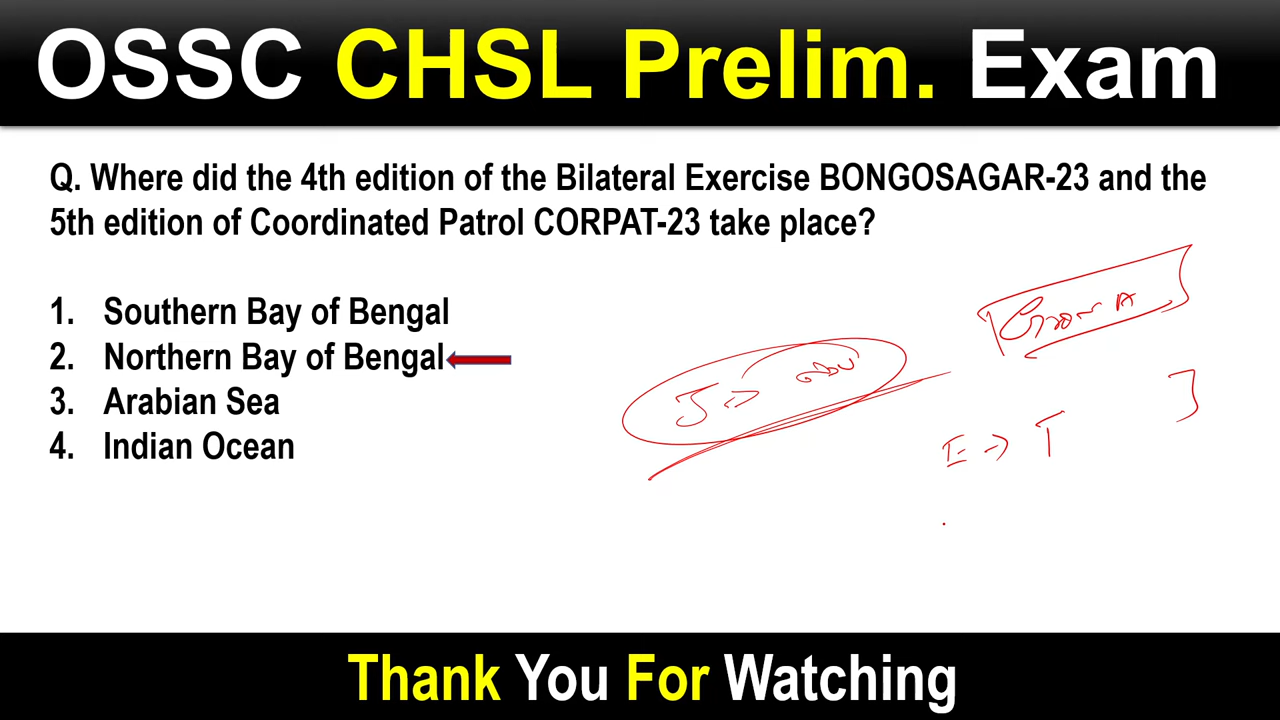 OSSC CHSL Prelim. Exam
Q. Where did the 4th edition of the Bilateral Exercise BONGOSAGAR-23 and the
5th edition of Coordinated Patrol CORPAT-23 take place?
1. Southern Bay of Bengal
2. Northern Bay of Bengal
3. Arabian Sea
4. Indian Ocean
E → T
Thank You For Watching